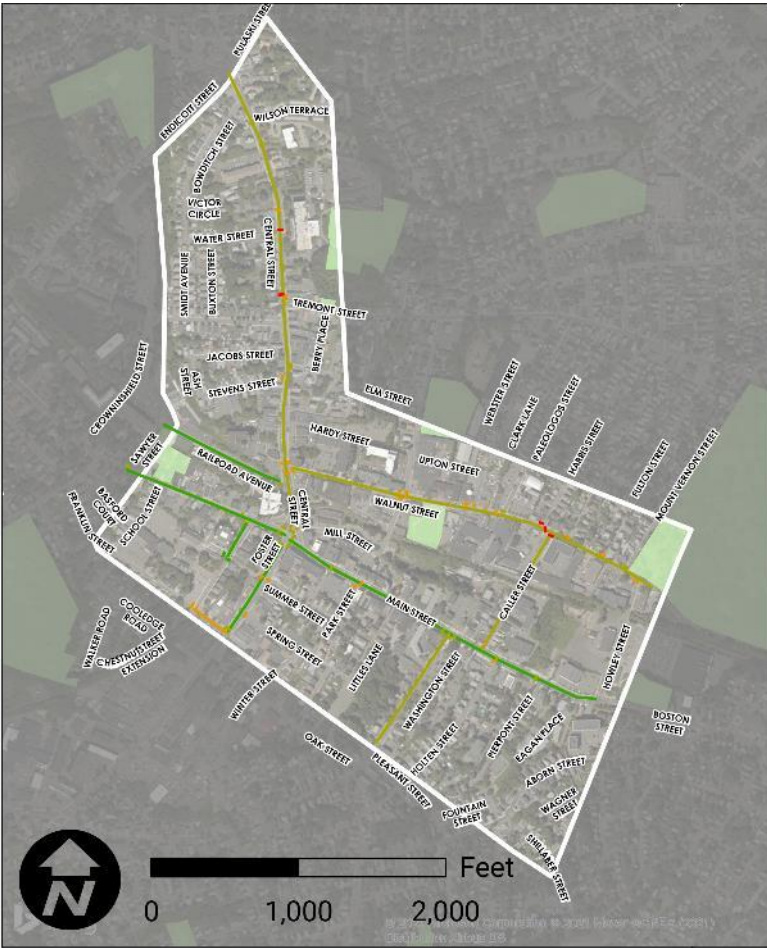 PULASKI STREET
ENDICOTT STREET
WILSON TERRACE
BOWDITCH STREET
VICTOR
CIRCLE
WATER STREET
CENTRAL STREET
SMIDT AVENUE
BUXTON STREET
TREMONT STREET
BERRY PLACE
JACOBS STREET
CROWNINSHIELD STREET
ASH
STREET
STEVENS STREET
ELM STREET
WEBSTER STREET
CLARK LANE
PALEOLOGOS STREET
HARRIS STREET
HARDY STREET
SAWYER
STREET
UPTON STREET
FULTON STREET
MOUNT VERNON STREET
RAILROAD AVENUE
WALNUT STREET
CENTRAL
STREET
BASFORD
COURT
SCHOOL STREET
FRANKLIN STREET
MILL STREET
FOSTER
STREET
CALLER STREET
SUMMER STREET
PARK STREET
MAIN STREET
COOLEDGE
ROAD
WALKER ROAD
CHESTNUT STREET
EXTENSION
SPRING STREET
LITTLES LANE
HOWLEY STREET
WASHINGTON STREET
WINTER STREET
PIERPONT STREET
EAGAN PLACE
BOSTON
STREET
OAK STREET
HOLTEN STREET
PLEASANT STREET
ABORN STREET
WAGNER
STREET
FOUNTAIN
STREET
SHILLABER STREET
N
Feet
0 1,000 2,000